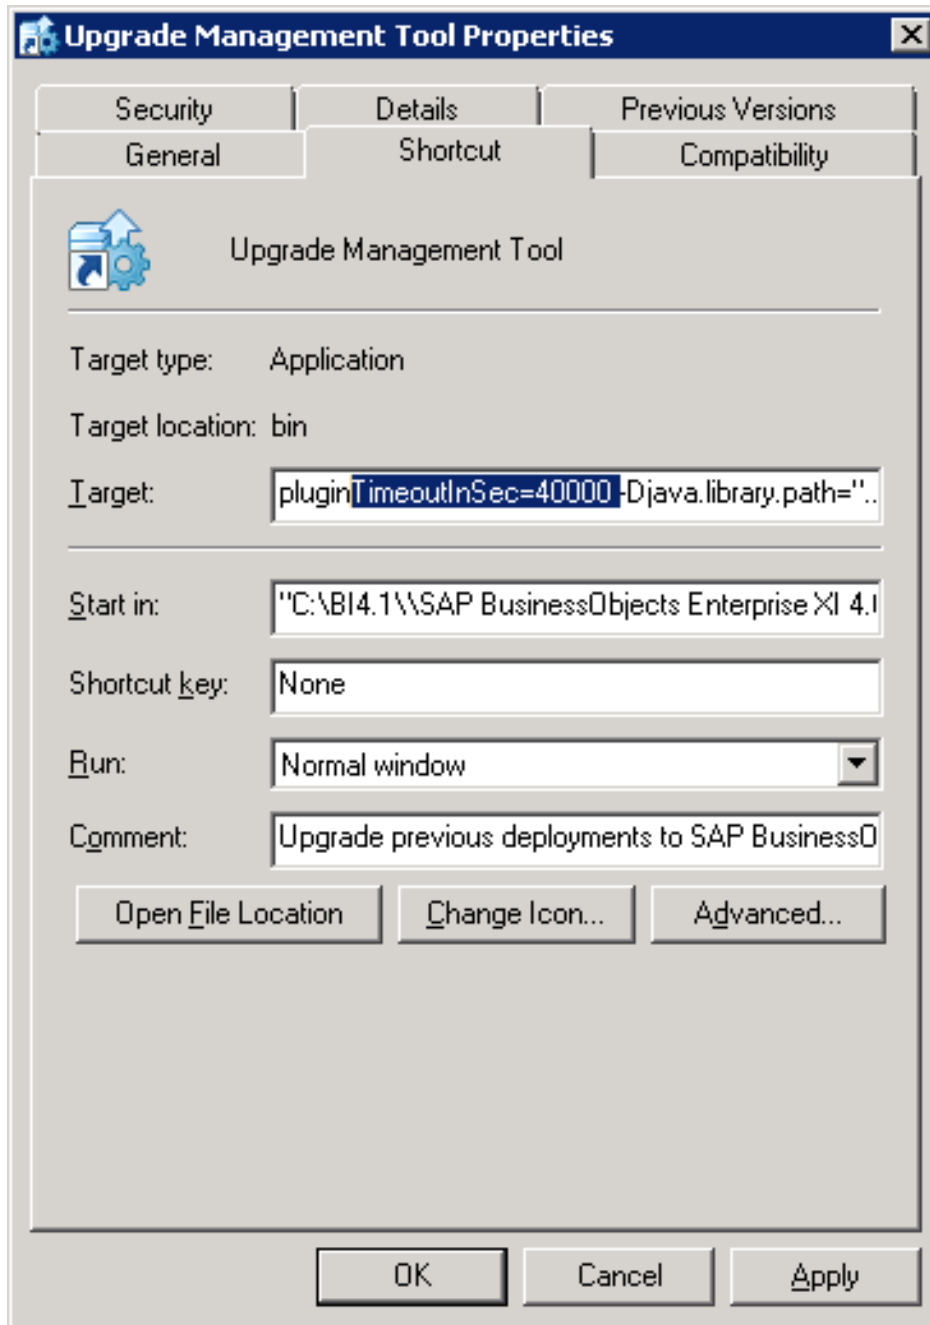 Upgrade Management Tool Properties
Security Details Previous Versions
General Shortcut Compatibility
Upgrade Management Tool
Target type: Application
Target location: bin
Target: pluginTimeoutInSec=40000 -Djava.library.path="..
Start in: "C:\BI4.1\\SAP BusinessObjects Enterprise XI 4.
Shortcut key: None
Run: Normal window
Comment: Upgrade previous deployments to SAP BusinessO
Open File Location Change Icon... Advanced...
OK Cancel Apply